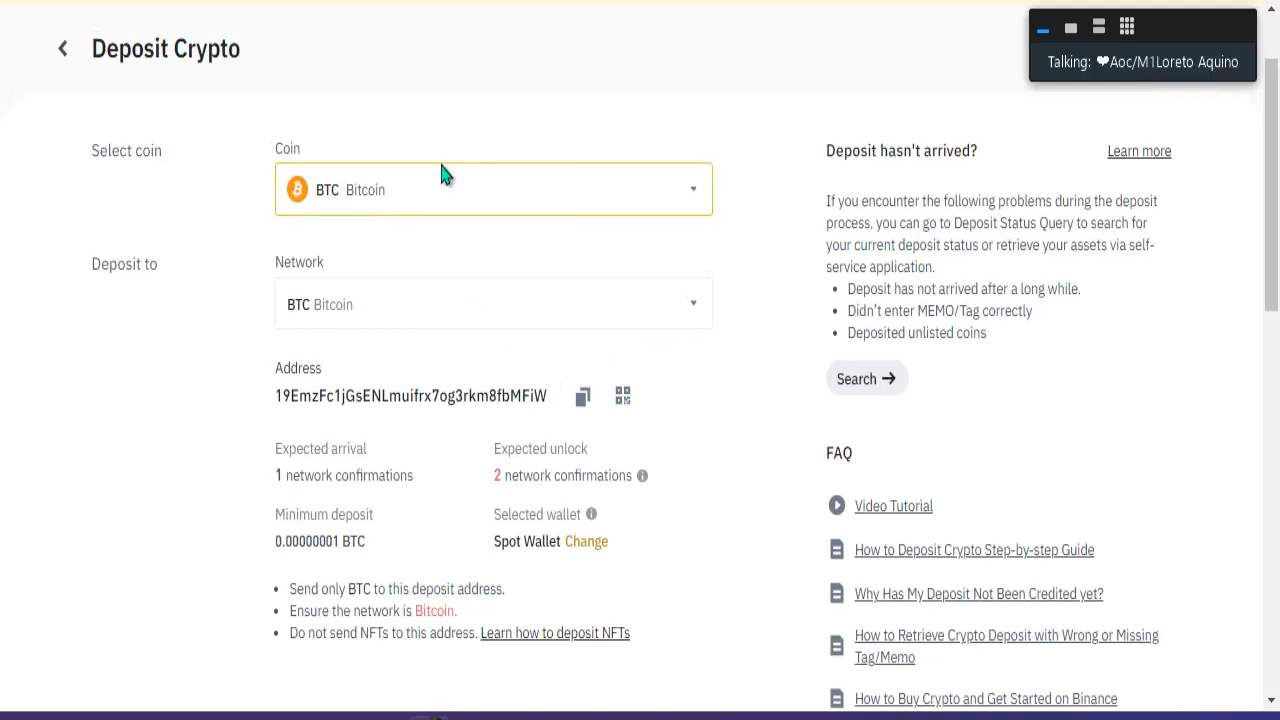 Deposit Crypto
Talking: ❤Aoc/M1Loreto Aquino
Select coin
Coin
BTC Bitcoin
Deposit to
Network
BTC Bitcoin
Address
19EmzFc1jGsENLmuifrx7og3rkm8fbMFiW
Expected arrival
1 network confirmations
Expected unlock
2 network confirmations
Minimum deposit
0.00000001 BTC
Selected wallet
Spot Wallet Change
• Send only BTC to this deposit address.
• Ensure the network is Bitcoin.
• Do not send NFTs to this address. Learn how to deposit NFTs
Deposit hasn't arrived?
Learn more
If you encounter the following problems during the deposit
process, you can go to Deposit Status Query to search for
your current deposit status or retrieve your assets via self-
service application.
• Deposit has not arrived after a long while.
• Didn't enter MEMO/Tag correctly
• Deposited unlisted coins
Search →
FAQ
Video Tutorial
How to Deposit Crypto Step-by-step Guide
Why Has My Deposit Not Been Credited yet?
How to Retrieve Crypto Deposit with Wrong or Missing
Tag/Memo
How to Buy Crypto and Get Started on Binance